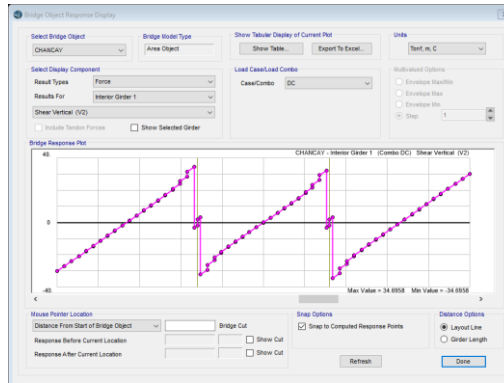 Bridge Object Response Display
Select Bridge Object
CHANCAY
Bridge Model Type
Area Object
Show Tabular Display of Current Plot
Show Table...
Export To Excel...
Units
Tonf, m, C
Select Display Component
Result Types
Force
Results For
Interior Girder 1
Shear Vertical (V2)
Include Tendon Forces
Show Selected Girder
Load Case/Load Combo
Case/Combo
DC
Multivalued Options
Envelope Max/Min
Envelope Max
Envelope Min
Step
1
Bridge Response Plot
40.
CHANCAY - Interior Girder 1 (Combo DC) Shear Vertical (V2)
0
-40.
Max Value = 34.6958 Min Value = -34.6958
Mouse Pointer Location
Distance From Start of Bridge Object
Bridge Cut
Response Before Current Location
Show Cut
Response After Current Location
Show Cut
Snap Options
Snap to Computed Response Points
Distance Options
Layout Line
Girder Length
Refresh
Done